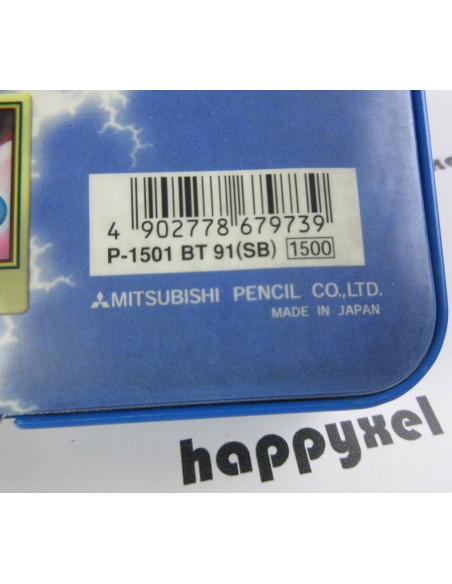 4 902778 679739
P-1501 BT 91(SB) 1500
MITSUBISHI PENCIL CO.,LTD.
MADE IN JAPAN
happyxel